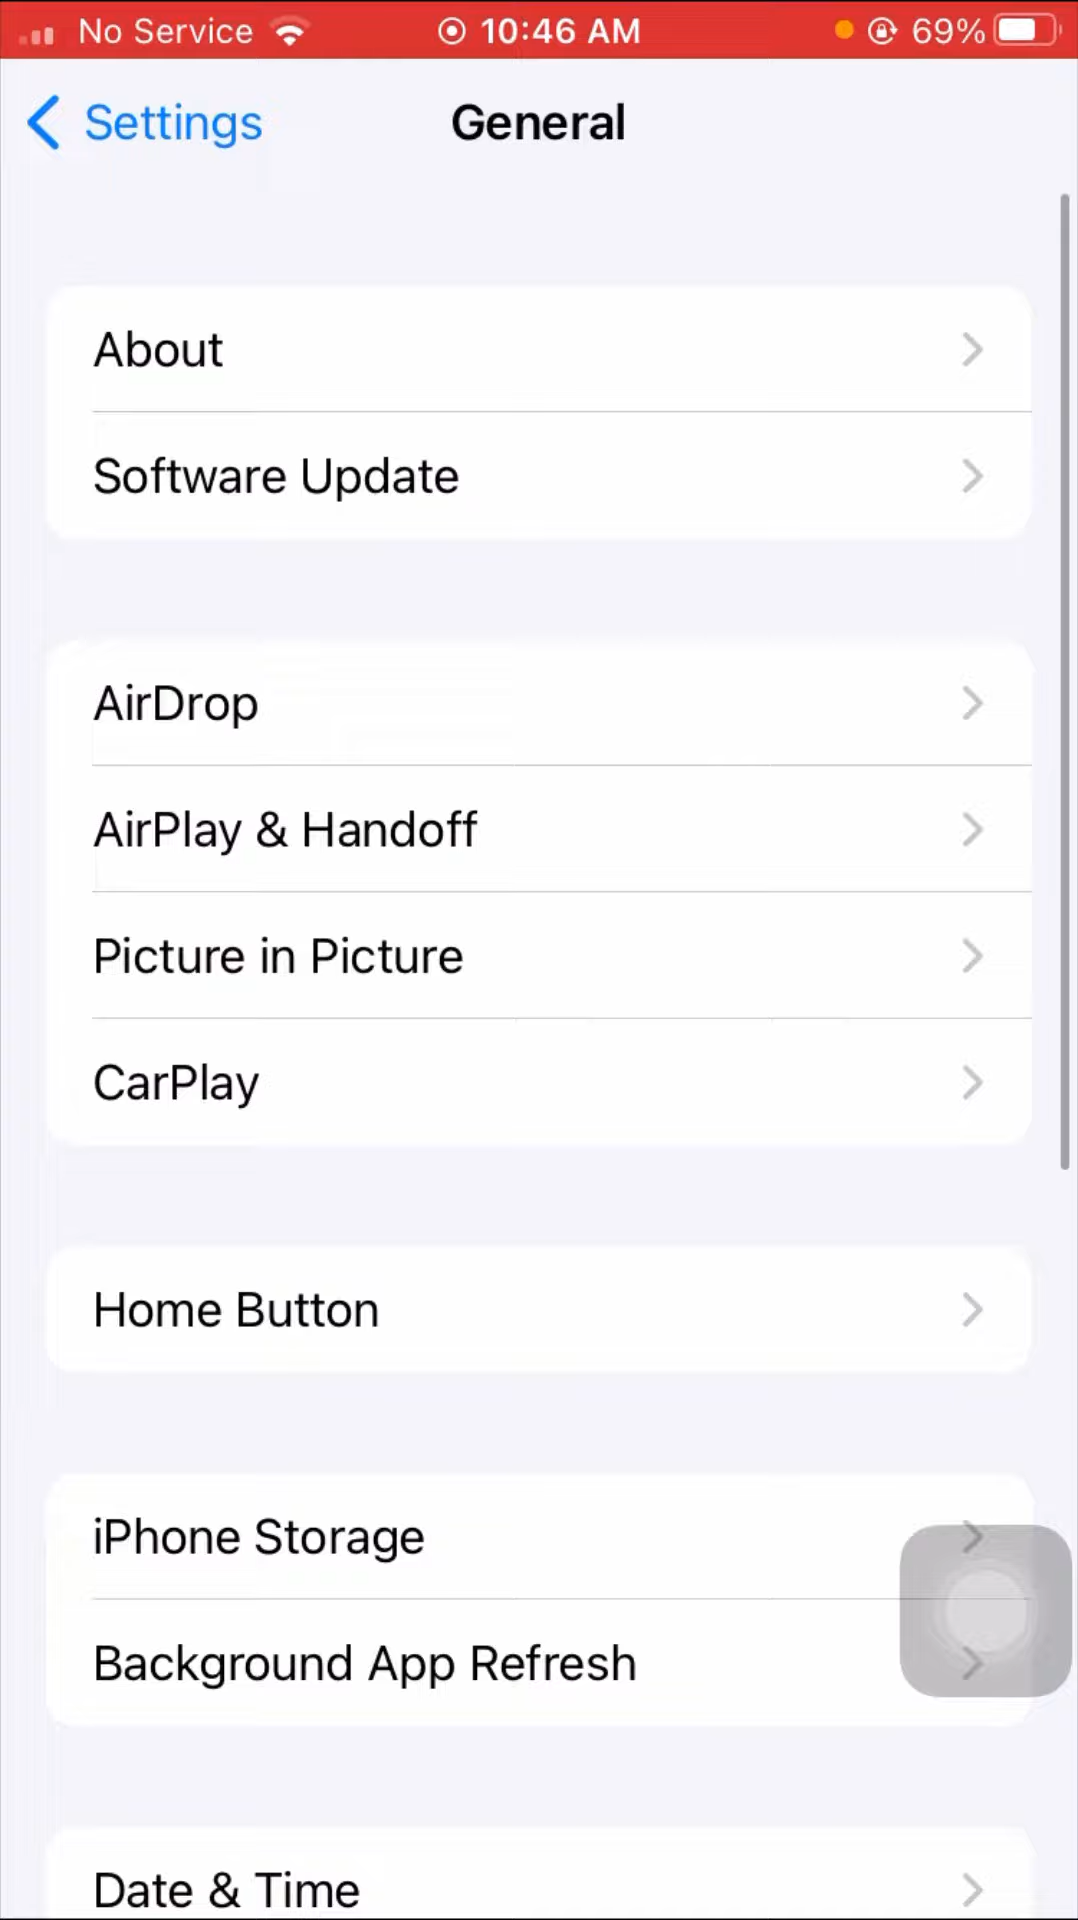 No Service 10:46 AM 69%
Settings General
About
Software Update
AirDrop
AirPlay & Handoff
Picture in Picture
CarPlay
Home Button
iPhone Storage
Background App Refresh
Date & Time